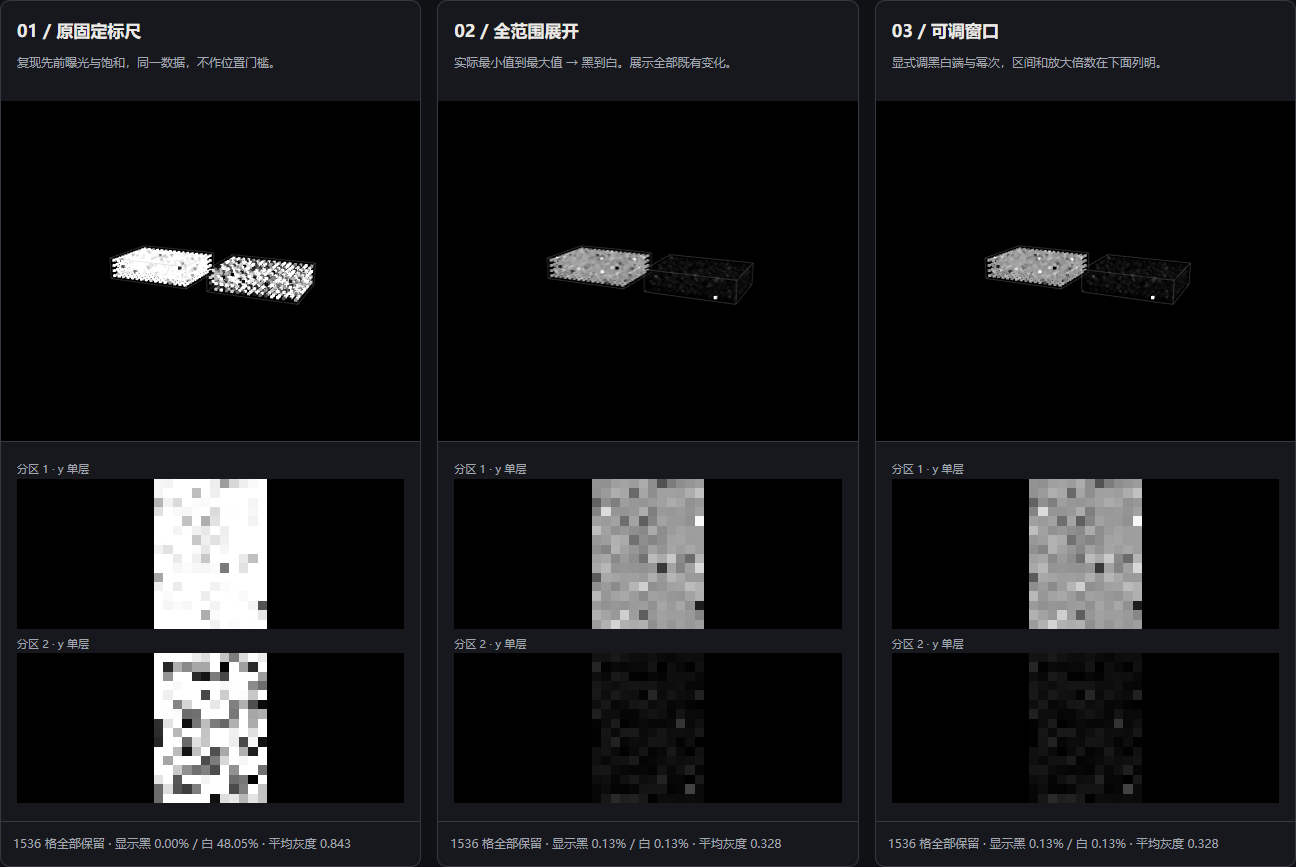 01 / 原固定标尺
复现先前曝光与饱和，同一数据，不作位置门槛。
分区 1 · y 单层
分区 2 · y 单层
1536 格全部保留 · 显示黑 0.00% / 白 48.05% · 平均灰度 0.843
02 / 全范围展开
实际最小值到最大值 → 黑到白。展示全部既有变化。
分区 1 · y 单层
分区 2 · y 单层
1536 格全部保留 · 显示黑 0.13% / 白 0.13% · 平均灰度 0.328
03 / 可调窗口
显式调黑白端与幂次，区间和放大倍数在下面列明。
分区 1 · y 单层
分区 2 · y 单层
1536 格全部保留 · 显示黑 0.13% / 白 0.13% · 平均灰度 0.328